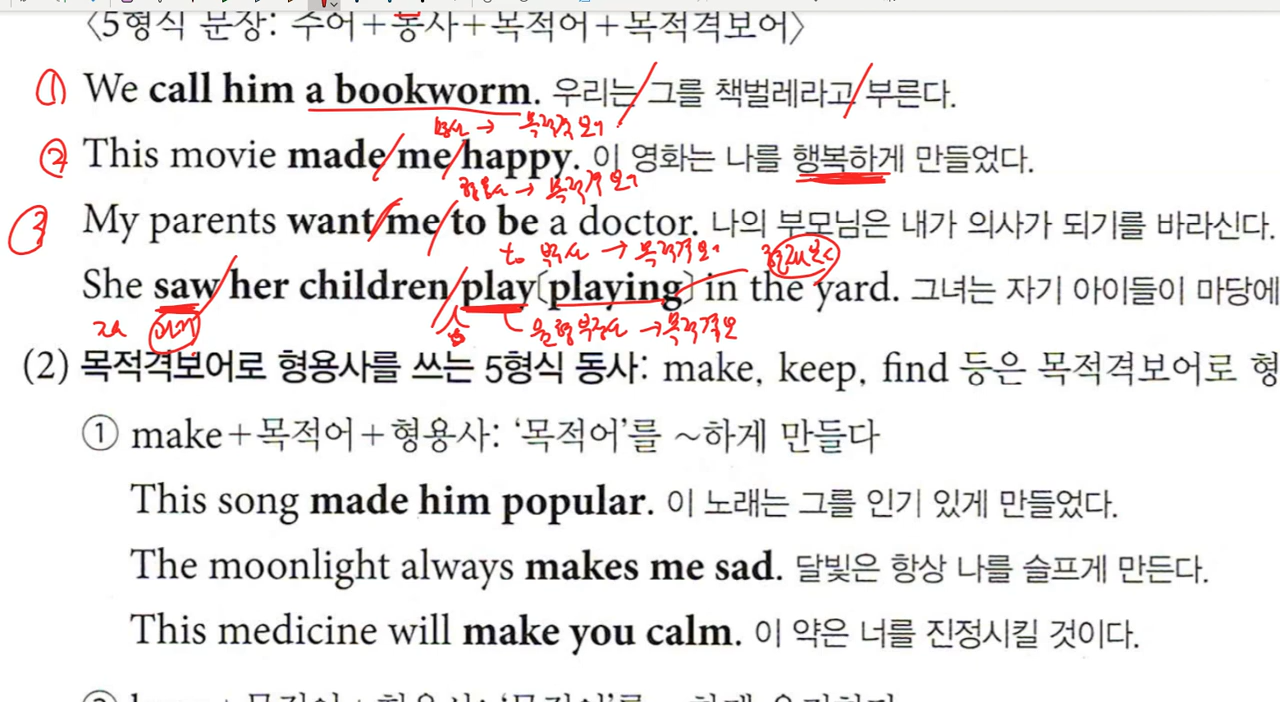 〈5형식 문장: 주어+동사+목적어+목적격보어〉
① We call him a bookworm. 우리는 그를 책벌레라고 부른다.
명사 → 목적격 보어
② This movie made me happy. 이 영화는 나를 행복하게 만들었다.
형용사 → 목적격 보어
③ My parents want me to be a doctor. 나의 부모님은 내가 의사가 되기를 바라신다.
to 부정사 → 목적격보어
She saw her children play(playing) in the yard. 그녀는 자기 아이들이 마당에
원형부정사 → 목적격보
(2) 목적격보어로 형용사를 쓰는 5형식 동사: make, keep, find 등은 목적격보어로 형
① make+목적어+형용사: ‘목적어’를 ~하게 만들다
This song made him popular. 이 노래는 그를 인기 있게 만들었다.
The moonlight always makes me sad. 달빛은 항상 나를 슬프게 만든다.
This medicine will make you calm. 이 약은 너를 진정시킬 것이다.